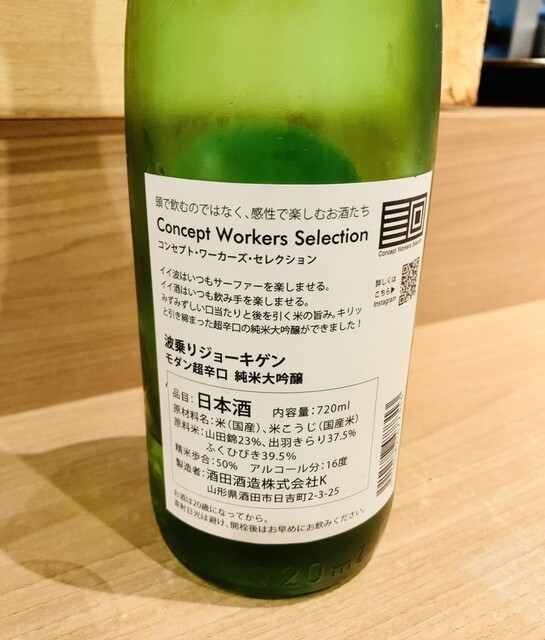 頭で飲むのではなく、感性で楽しむお酒たち
Concept Workers Selection
コンセプト・ワーカーズ・セレクション
Concept Workers Selection
詳しくは
こちら▶
Instagram
イイ波はいつもサーファーを楽しませる。
イイ酒はいつも飲み手を楽しませる。
みずみずしい口当たりと後を引く米の旨み。キリッ
と引き締まった超辛口の純米大吟醸ができました！
波乗りジョーキゲン
モダン超辛口 純米大吟醸
品目：日本酒 内容量：720ml
原材料名：米（国産）、米こうじ（国産米）
原料米：山田錦23%、出羽きらり37.5%
ふくひびき39.5%
精米歩合：50% アルコール分：16度
製造者：酒田酒造株式会社K
山形県酒田市日吉町2-3-25
お酒は20歳になってから。
直射日光は避け、開栓後はお早めにお飲みください。
720ml